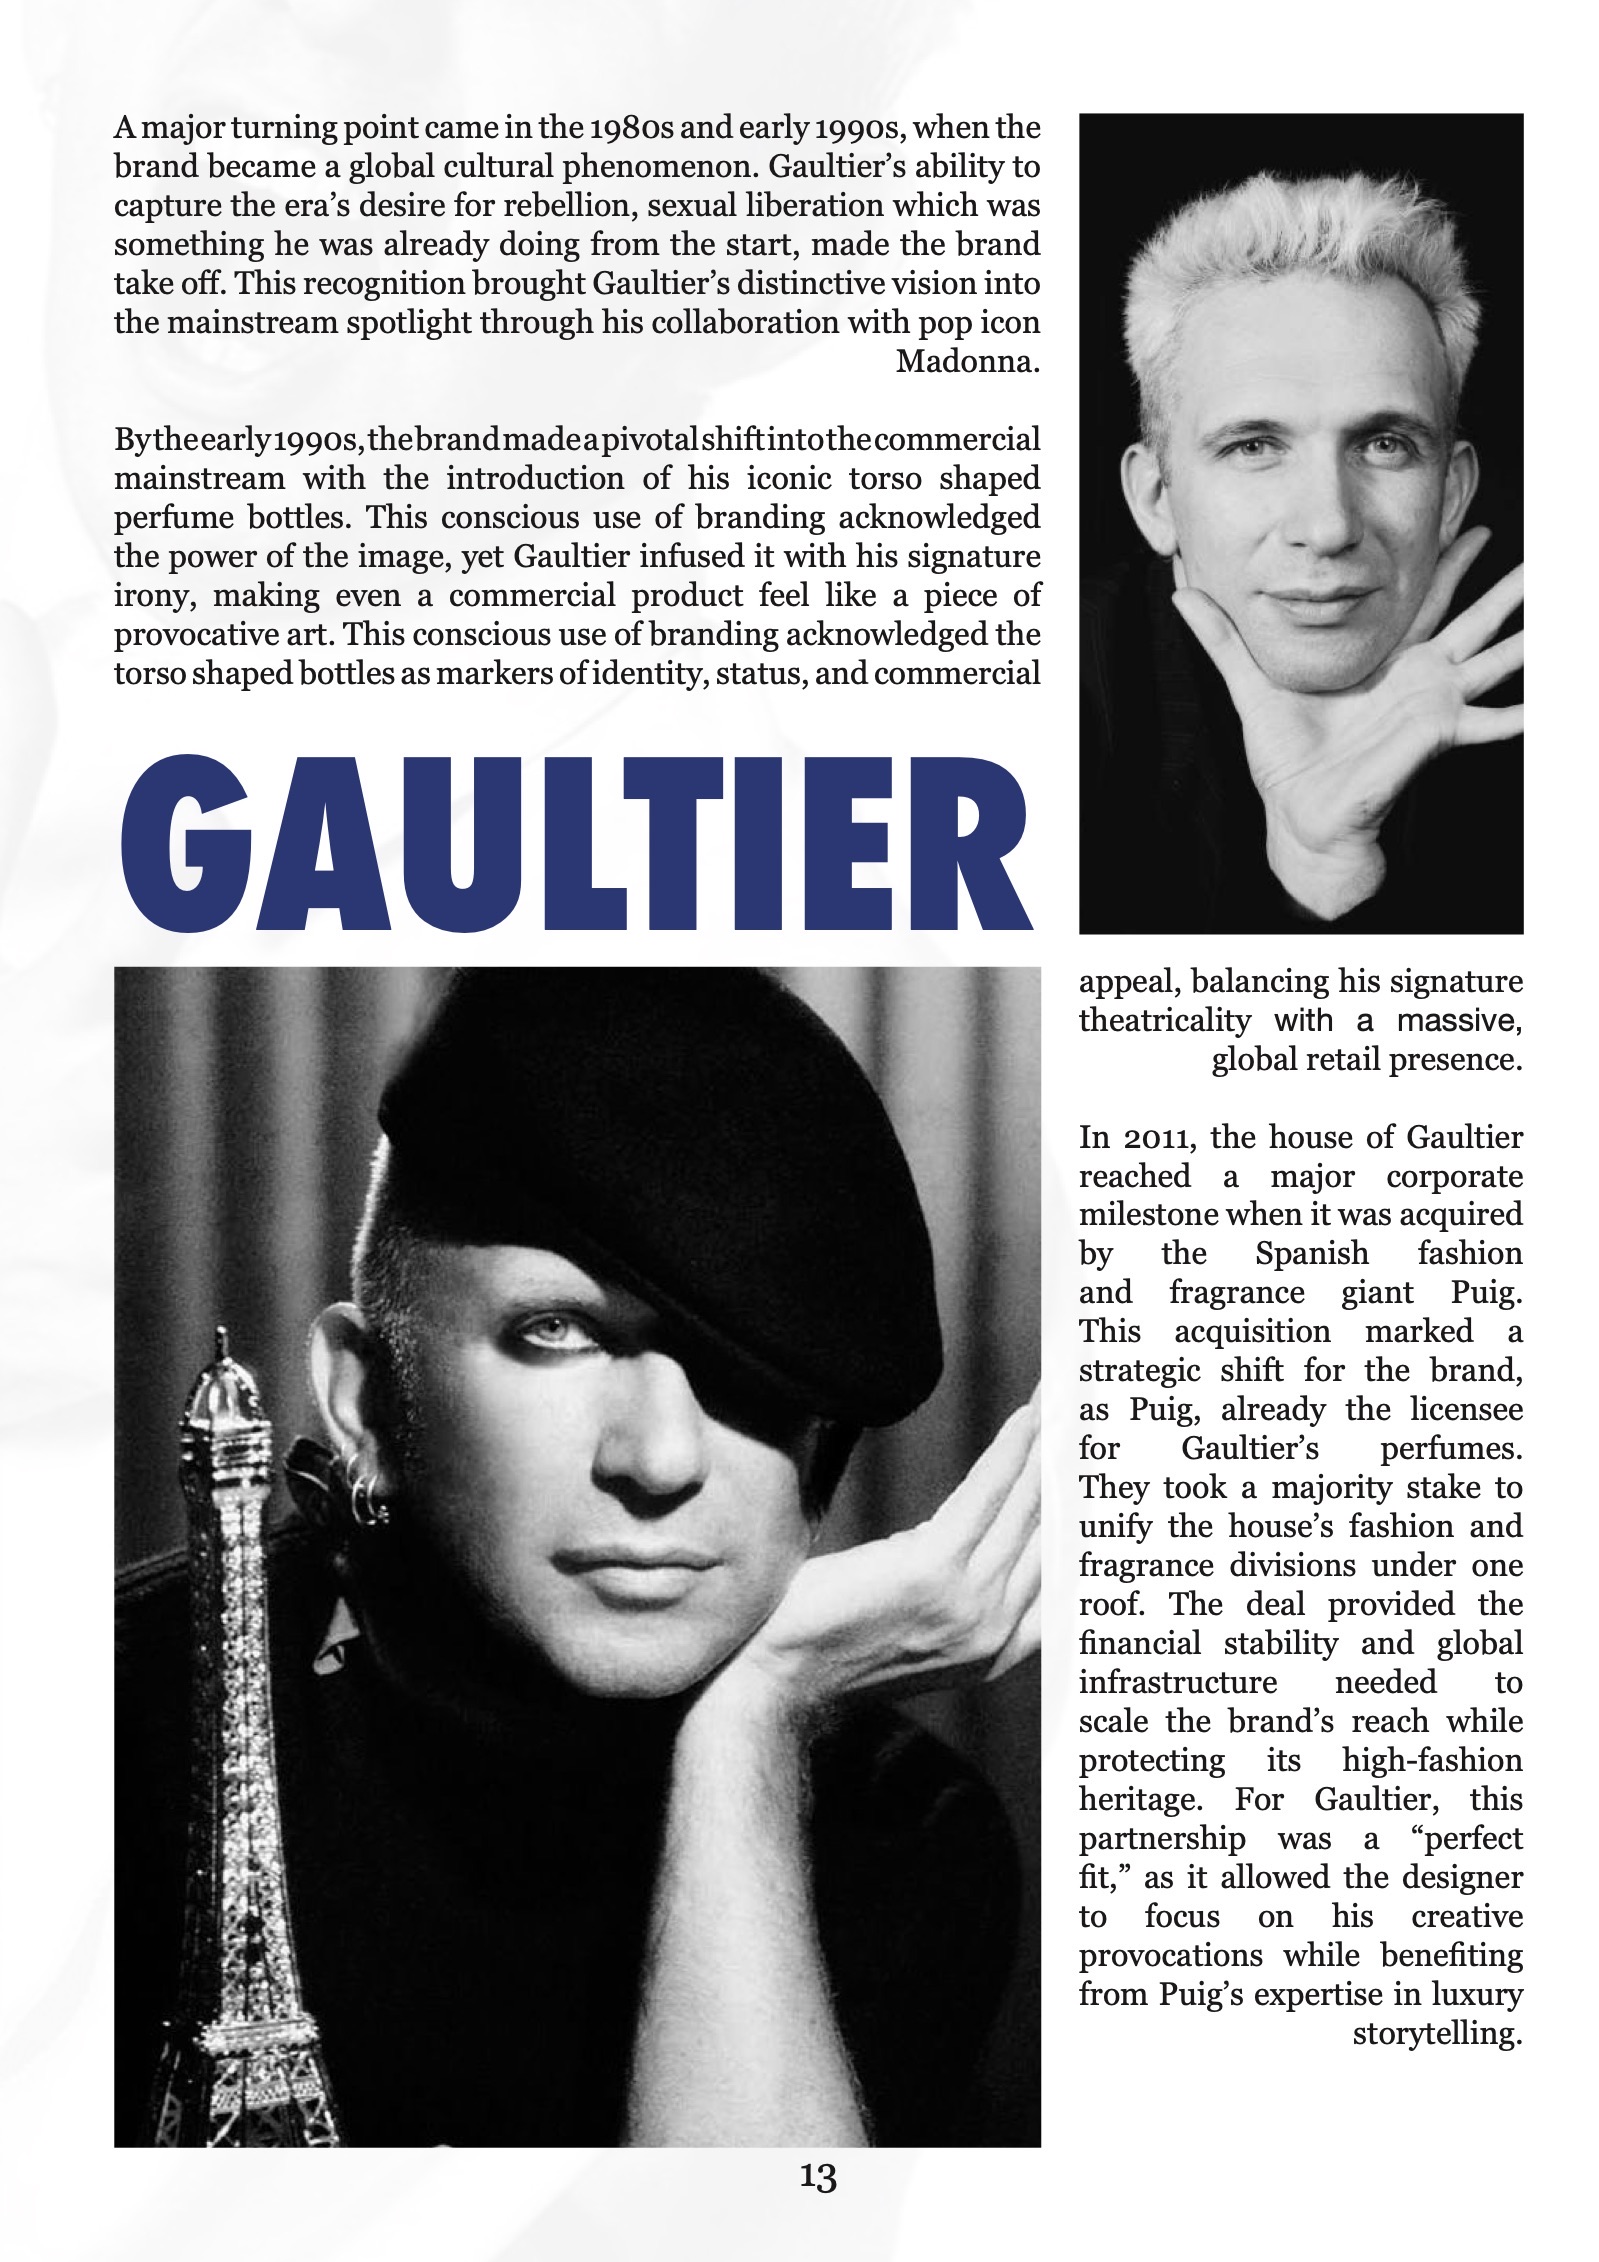 A major turning point came in the 1980s and early 1990s, when the
brand became a global cultural phenomenon. Gaultier’s ability to
capture the era’s desire for rebellion, sexual liberation which was
something he was already doing from the start, made the brand
take off. This recognition brought Gaultier’s distinctive vision into
the mainstream spotlight through his collaboration with pop icon
Madonna.
By the early 1990s, the brand made a pivotal shift into the commercial
mainstream with the introduction of his iconic torso shaped
perfume bottles. This conscious use of branding acknowledged
the power of the image, yet Gaultier infused it with his signature
irony, making even a commercial product feel like a piece of
provocative art. This conscious use of branding acknowledged the
torso shaped bottles as markers of identity, status, and commercial
GAULTIER
appeal, balancing his signature
theatricality with a massive,
global retail presence.
In 2011, the house of Gaultier
reached a major corporate
milestone when it was acquired
by the Spanish fashion
and fragrance giant Puig.
This acquisition marked a
strategic shift for the brand,
as Puig, already the licensee
for Gaultier’s perfumes.
They took a majority stake to
unify the house’s fashion and
fragrance divisions under one
roof. The deal provided the
financial stability and global
infrastructure needed to
scale the brand’s reach while
protecting its high-fashion
heritage. For Gaultier, this
partnership was a “perfect
fit,” as it allowed the designer
to focus on his creative
provocations while benefiting
from Puig’s expertise in luxury
storytelling.
13